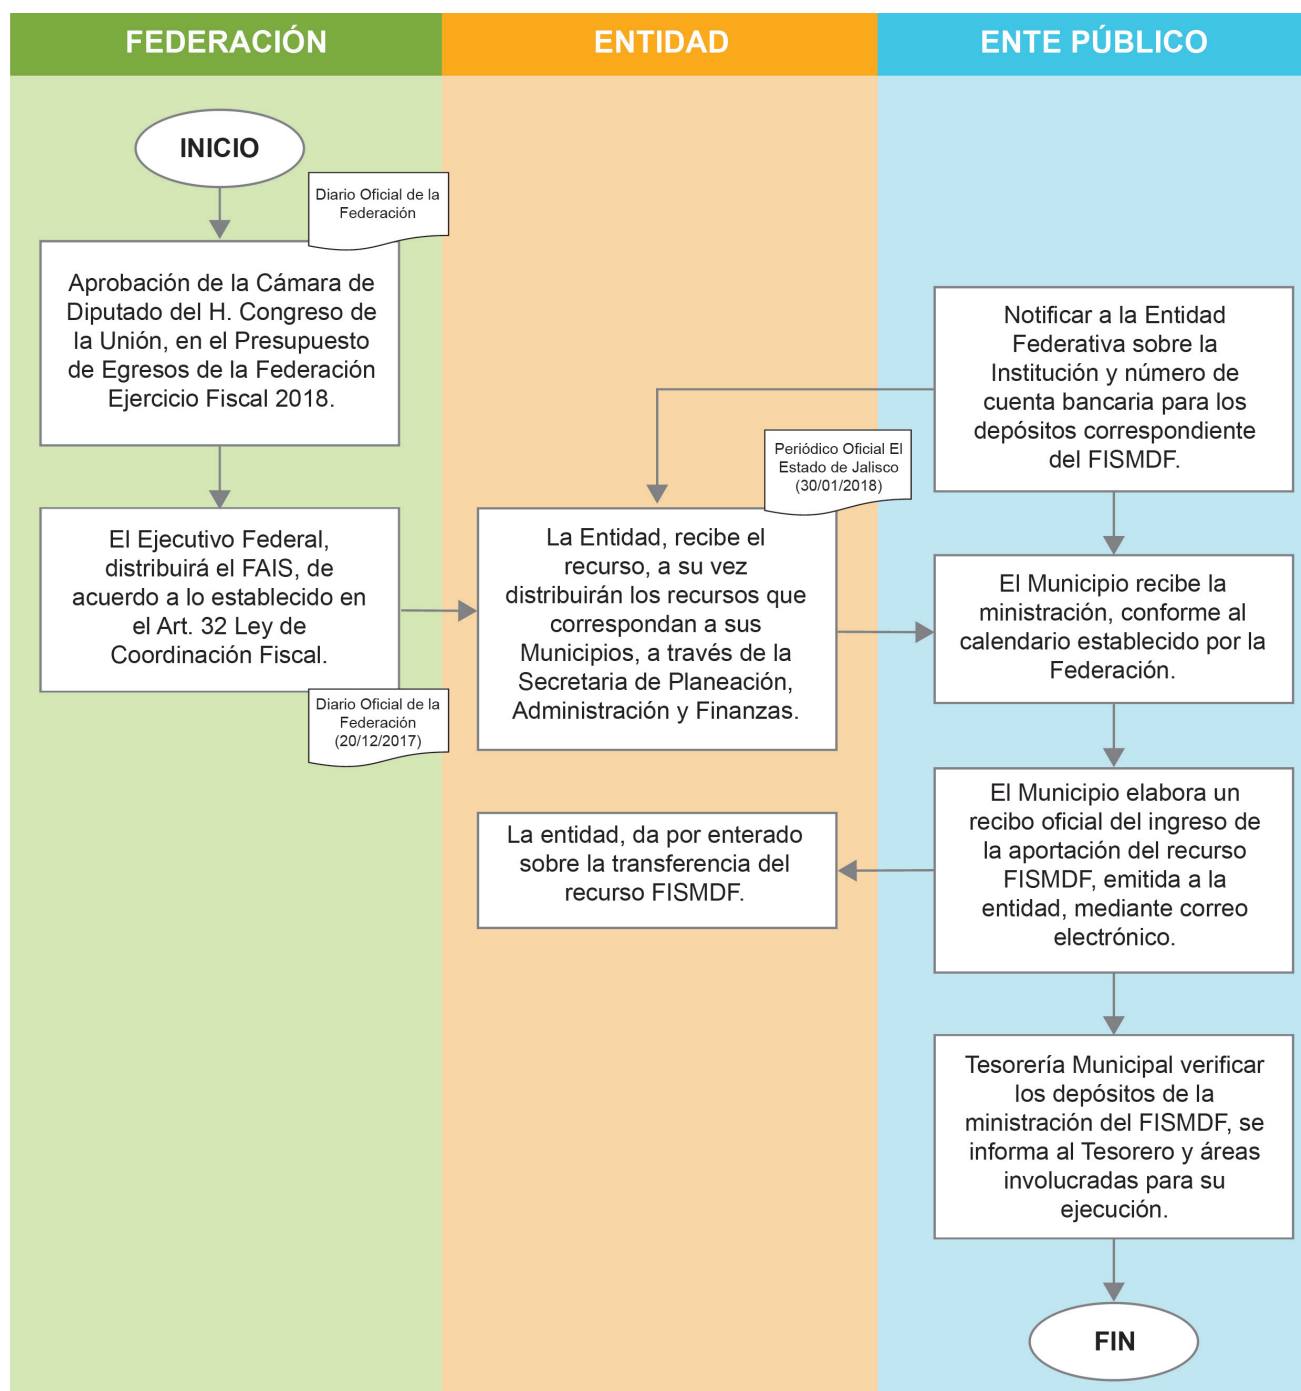 FEDERACIÓN
ENTIDAD
ENTE PÚBLICO
INICIO
Diario Oficial de la
Federación
Aprobación de la Cámara de
Diputado del H. Congreso de
la Unión, en el Presupuesto
de Egresos de la Federación
Ejercicio Fiscal 2018.
El Ejecutivo Federal,
distribuirá el FAIS, de
acuerdo a lo establecido en
el Art. 32 Ley de
Coordinación Fiscal.
Diario Oficial de la
Federación
(20/12/2017)
Periódico Oficial El
Estado de Jalisco
(30/01/2018)
La Entidad, recibe el
recurso, a su vez
distribuirán los recursos que
correspondan a sus
Municipios, a través de la
Secretaria de Planeación,
Administración y Finanzas.
La entidad, da por enterado
sobre la transferencia del
recurso FISMDF.
Notificar a la Entidad
Federativa sobre la
Institución y número de
cuenta bancaria para los
depósitos correspondiente
del FISMDF.
El Municipio recibe la
ministración, conforme al
calendario establecido por la
Federación.
El Municipio elabora un
recibo oficial del ingreso de
la aportación del recurso
FISMDF, emitida a la
entidad, mediante correo
electrónico.
Tesorería Municipal verificar
los depósitos de la
ministración del FISMDF, se
informa al Tesorero y áreas
involucradas para su
ejecución.
FIN